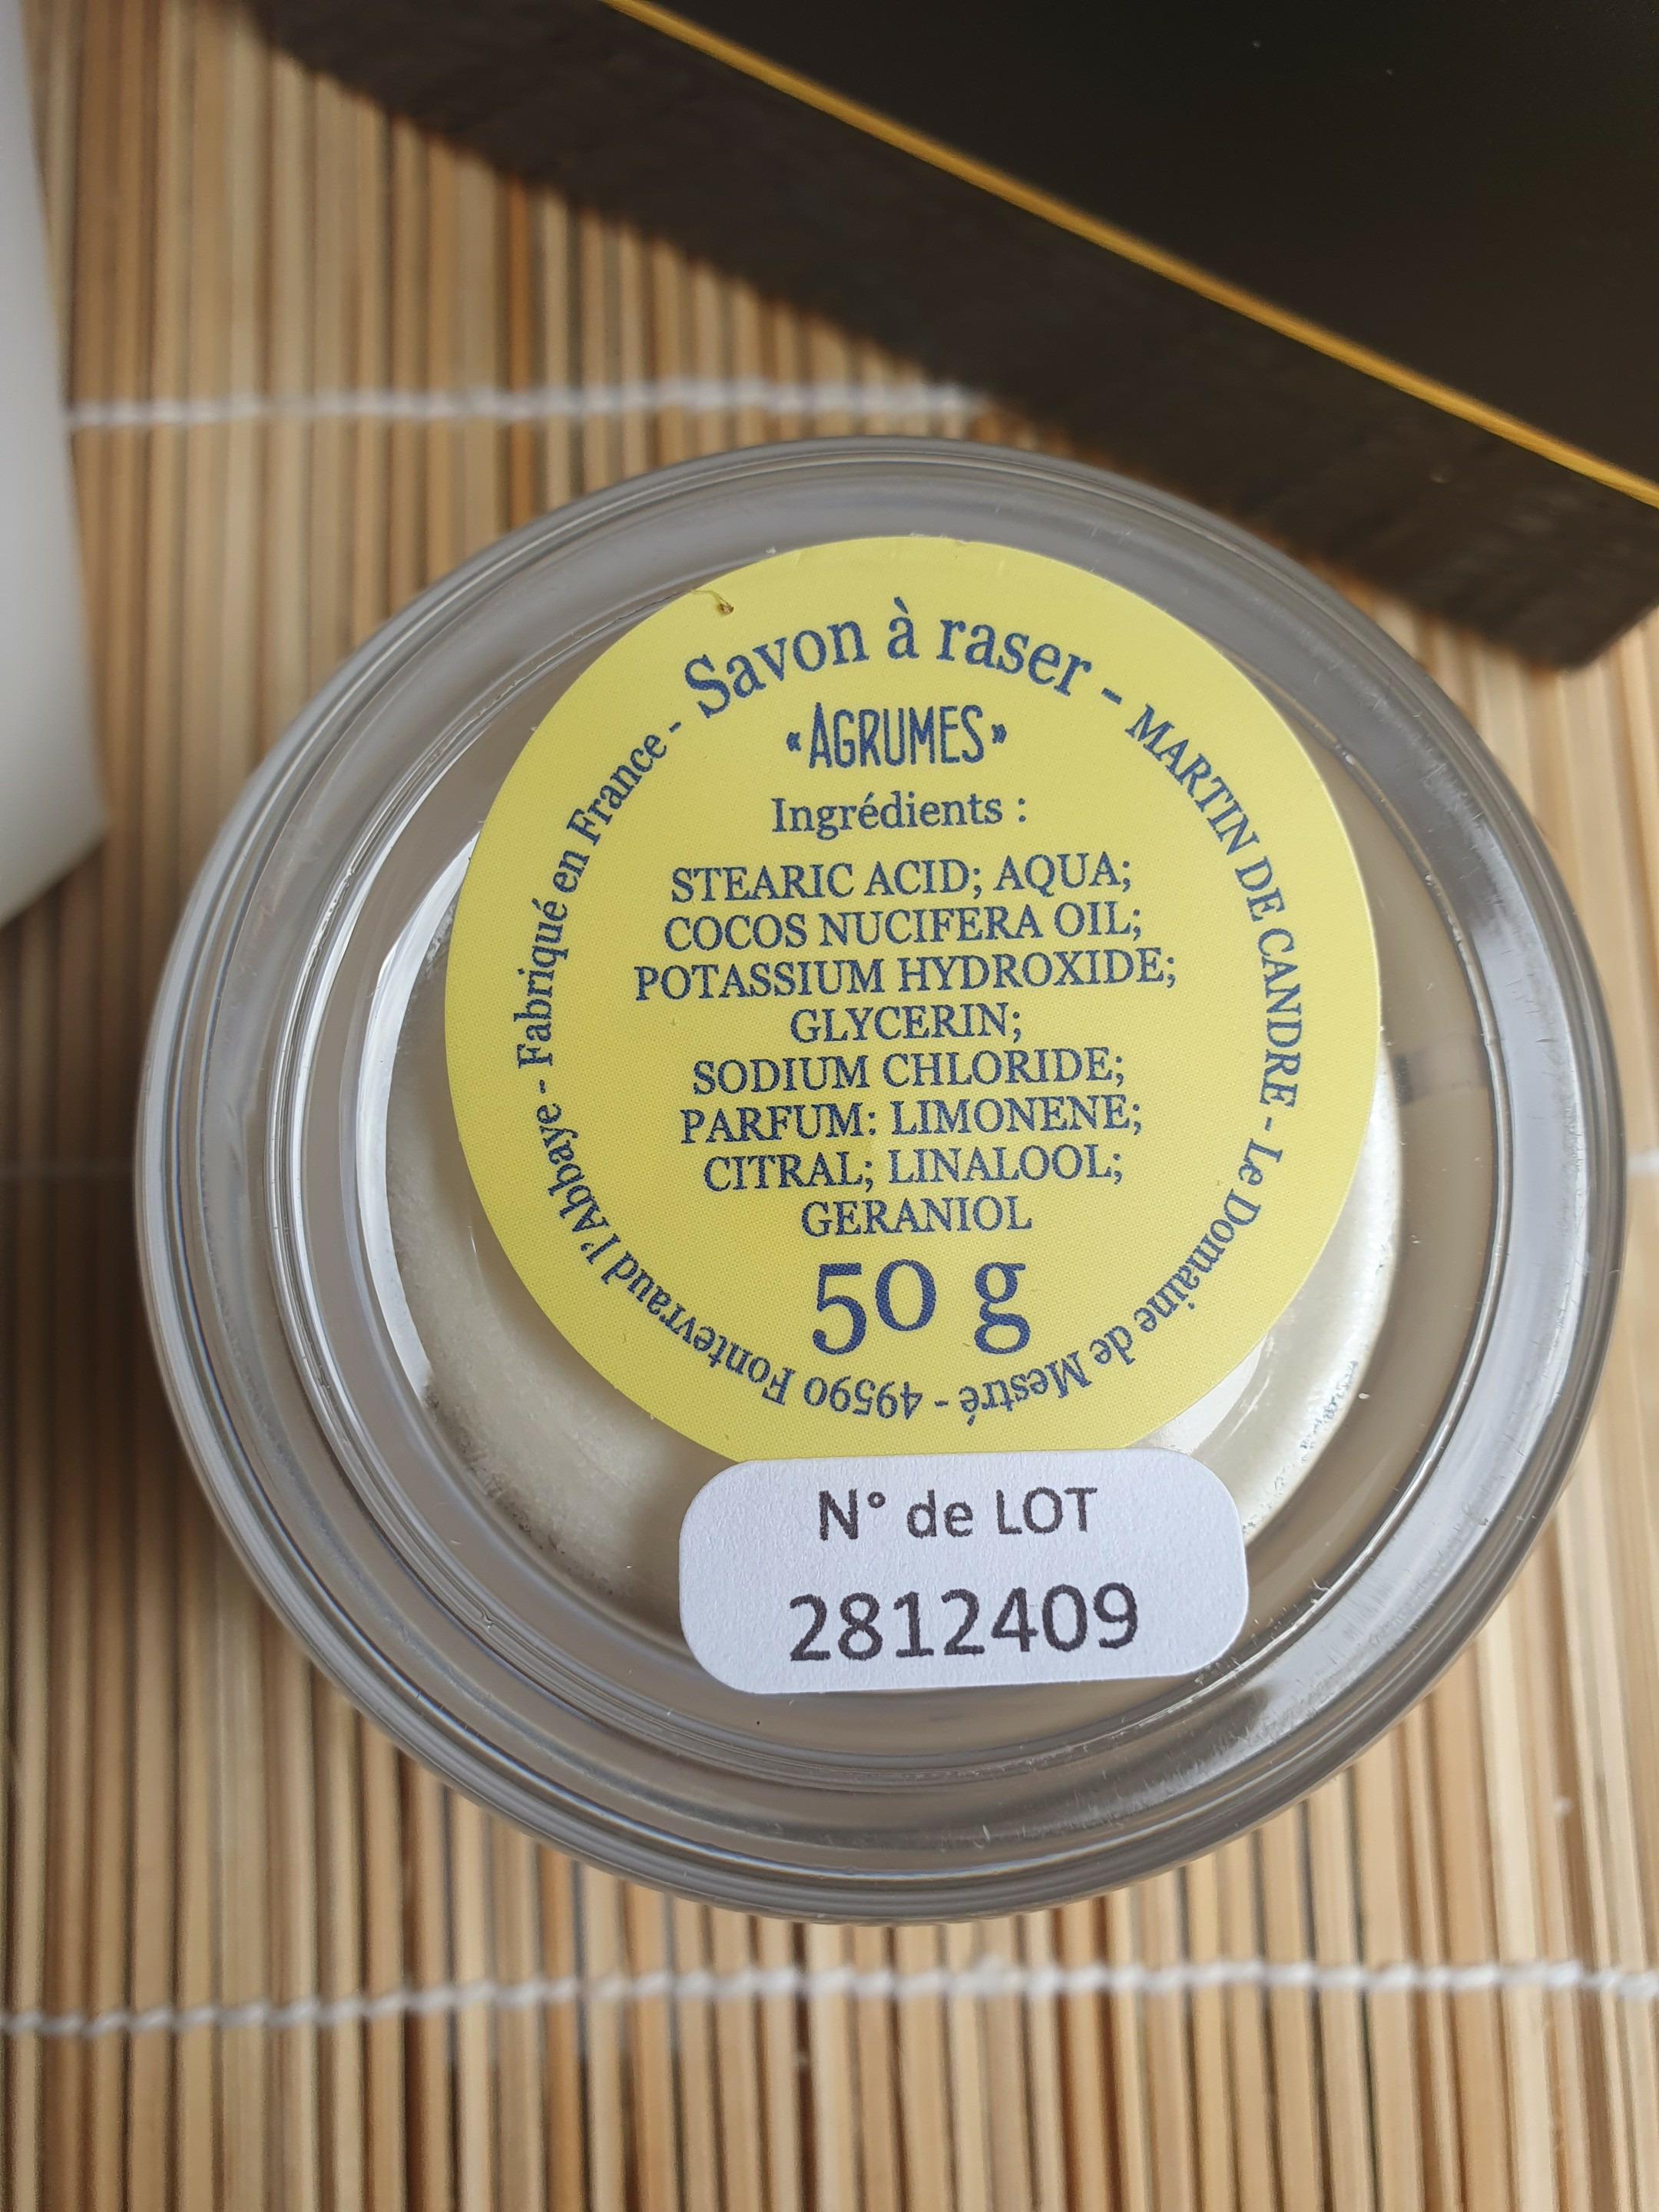 Savon à raser - MARTIN DE CANDRE - Le Domaine de Mestré - 49590 Fontevraud l'Abbaye - Fabriqué en France -
«AGRUMES»
Ingrédients :
STEARIC ACID; AQUA;
COCOS NUCIFERA OIL;
POTASSIUM HYDROXIDE;
GLYCERIN;
SODIUM CHLORIDE;
PARFUM: LIMONENE;
CITRAL; LINALOOL;
GERANIOL
50 g
N° de LOT
2812409